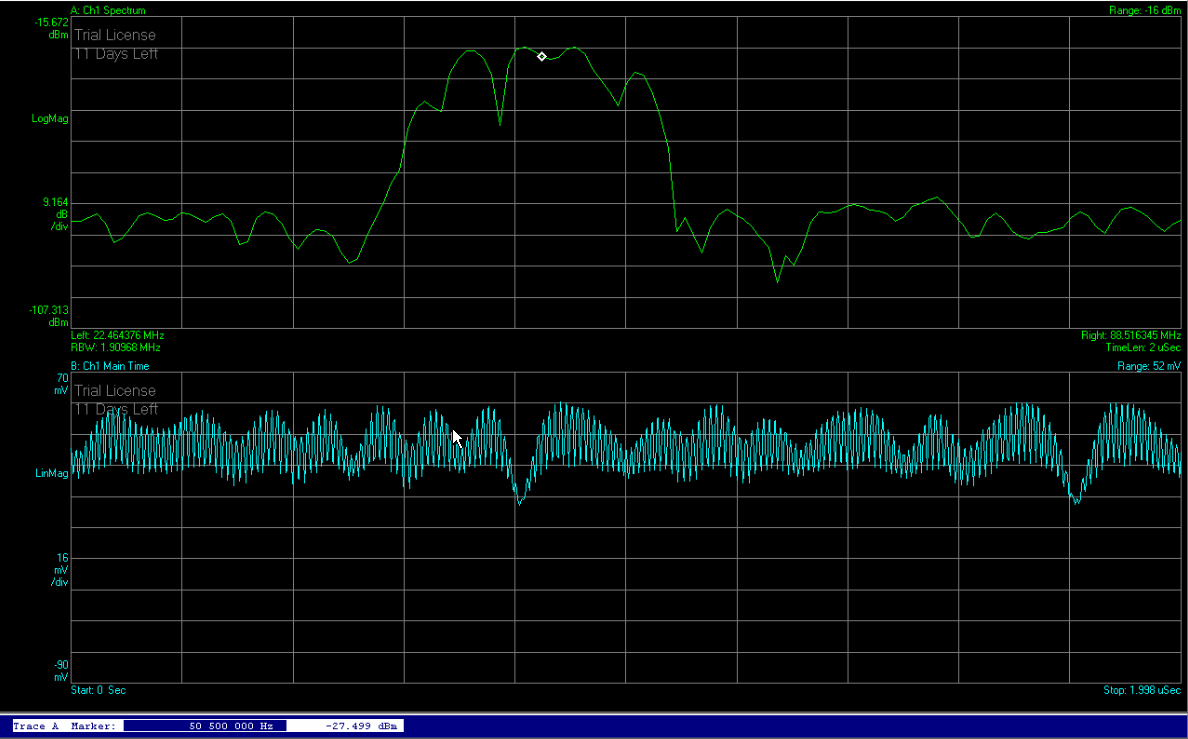 A: Ch1 Spectrum
Range: -16 dBm
-15.672
dBm
Trial License
11 Days Left
LogMag
9.164
dB
/div
-107.313
dBm
Left: 22.464376 MHz
Right: 88.516345 MHz
RBW: 1.90968 MHz
TimeLen: 2 uSec
B: Ch1 Main Time
Range: 52 mV
70
mV
Trial License
11 Days Left
LinMag
16
mV
/div
-90
mV
Start: 0 Sec
Stop: 1.998 uSec
Trace A Marker: 50 500 000 Hz -27.499 dBm